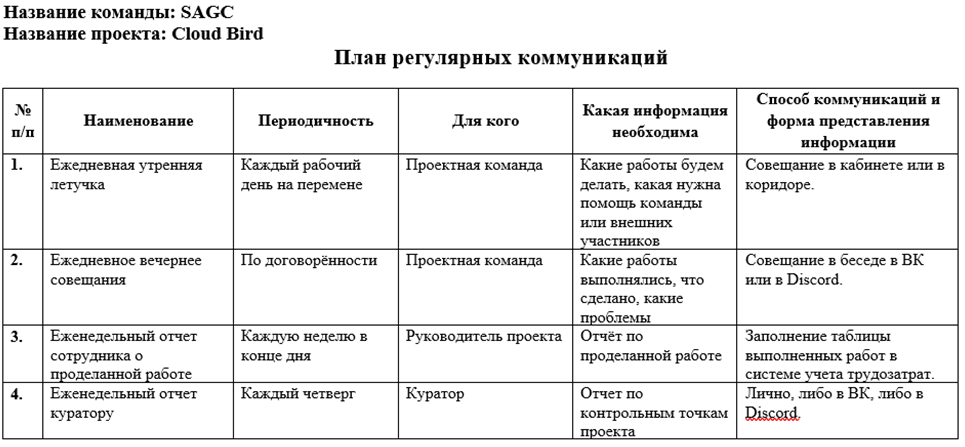 Название команды: SAGC
Название проекта: Cloud Bird
План регулярных коммуникаций
№ п/п
Наименование
Периодичность
Для кого
Какая информация
необходима
Способ коммуникаций и
форма представления
информации
1.
Ежедневная утренняя
летучка
Каждый рабочий
день на перемене
Проектная команда
Какие работы будем
делать, какая нужна
помощь команды
или внешних
участников
Совещание в кабинете или в
коридоре.
2.
Ежедневное вечернее
совещания
По договорённости
Проектная команда
Какие работы
выполнялись, что
сделано, какие
проблемы
Совещание в беседе в ВК
или в Discord.
3.
Еженедельный отчет
сотрудника о
проделанной работе
Каждую неделю в
конце дня
Руководитель проекта
Отчёт по
проделанной работе
Заполнение таблицы
выполненных работ в
системе учета трудозатрат.
4.
Еженедельный отчет
куратору
Каждый четверг
Куратор
Отчет по
контрольным точкам
проекта
Лично, либо в ВК, либо в
Discord.